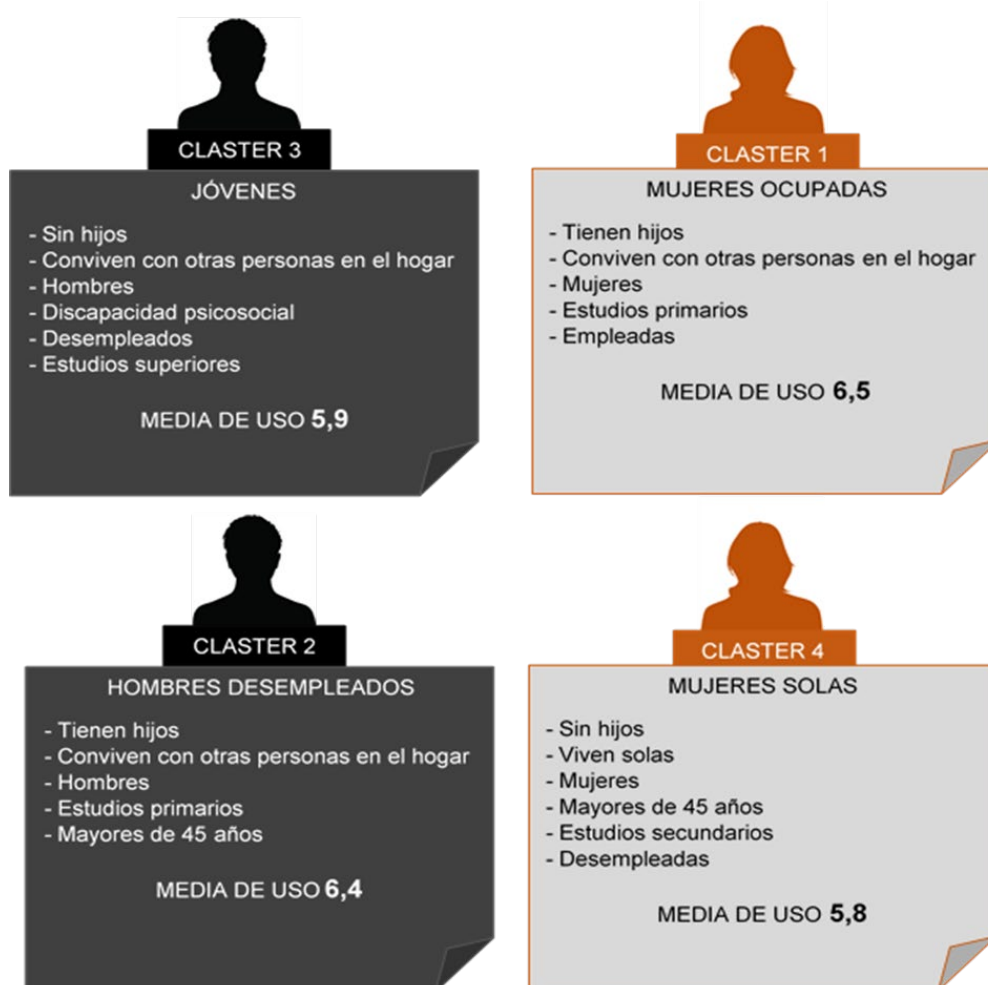 CLASTER 3
JÓVENES
- Sin hijos
- Conviven con otras personas en el hogar
- Hombres
- Discapacidad psicosocial
- Desempleados
- Estudios superiores
MEDIA DE USO 5,9
CLASTER 1
MUJERES OCUPADAS
- Tienen hijos
- Conviven con otras personas en el hogar
- Mujeres
- Estudios primarios
- Empleadas
MEDIA DE USO 6,5
CLASTER 2
HOMBRES DESEMPLEADOS
- Tienen hijos
- Conviven con otras personas en el hogar
- Hombres
- Estudios primarios
- Mayores de 45 años
MEDIA DE USO 6,4
CLASTER 4
MUJERES SOLAS
- Sin hijos
- Viven solas
- Mujeres
- Mayores de 45 años
- Estudios secundarios
- Desempleadas
MEDIA DE USO 5,8